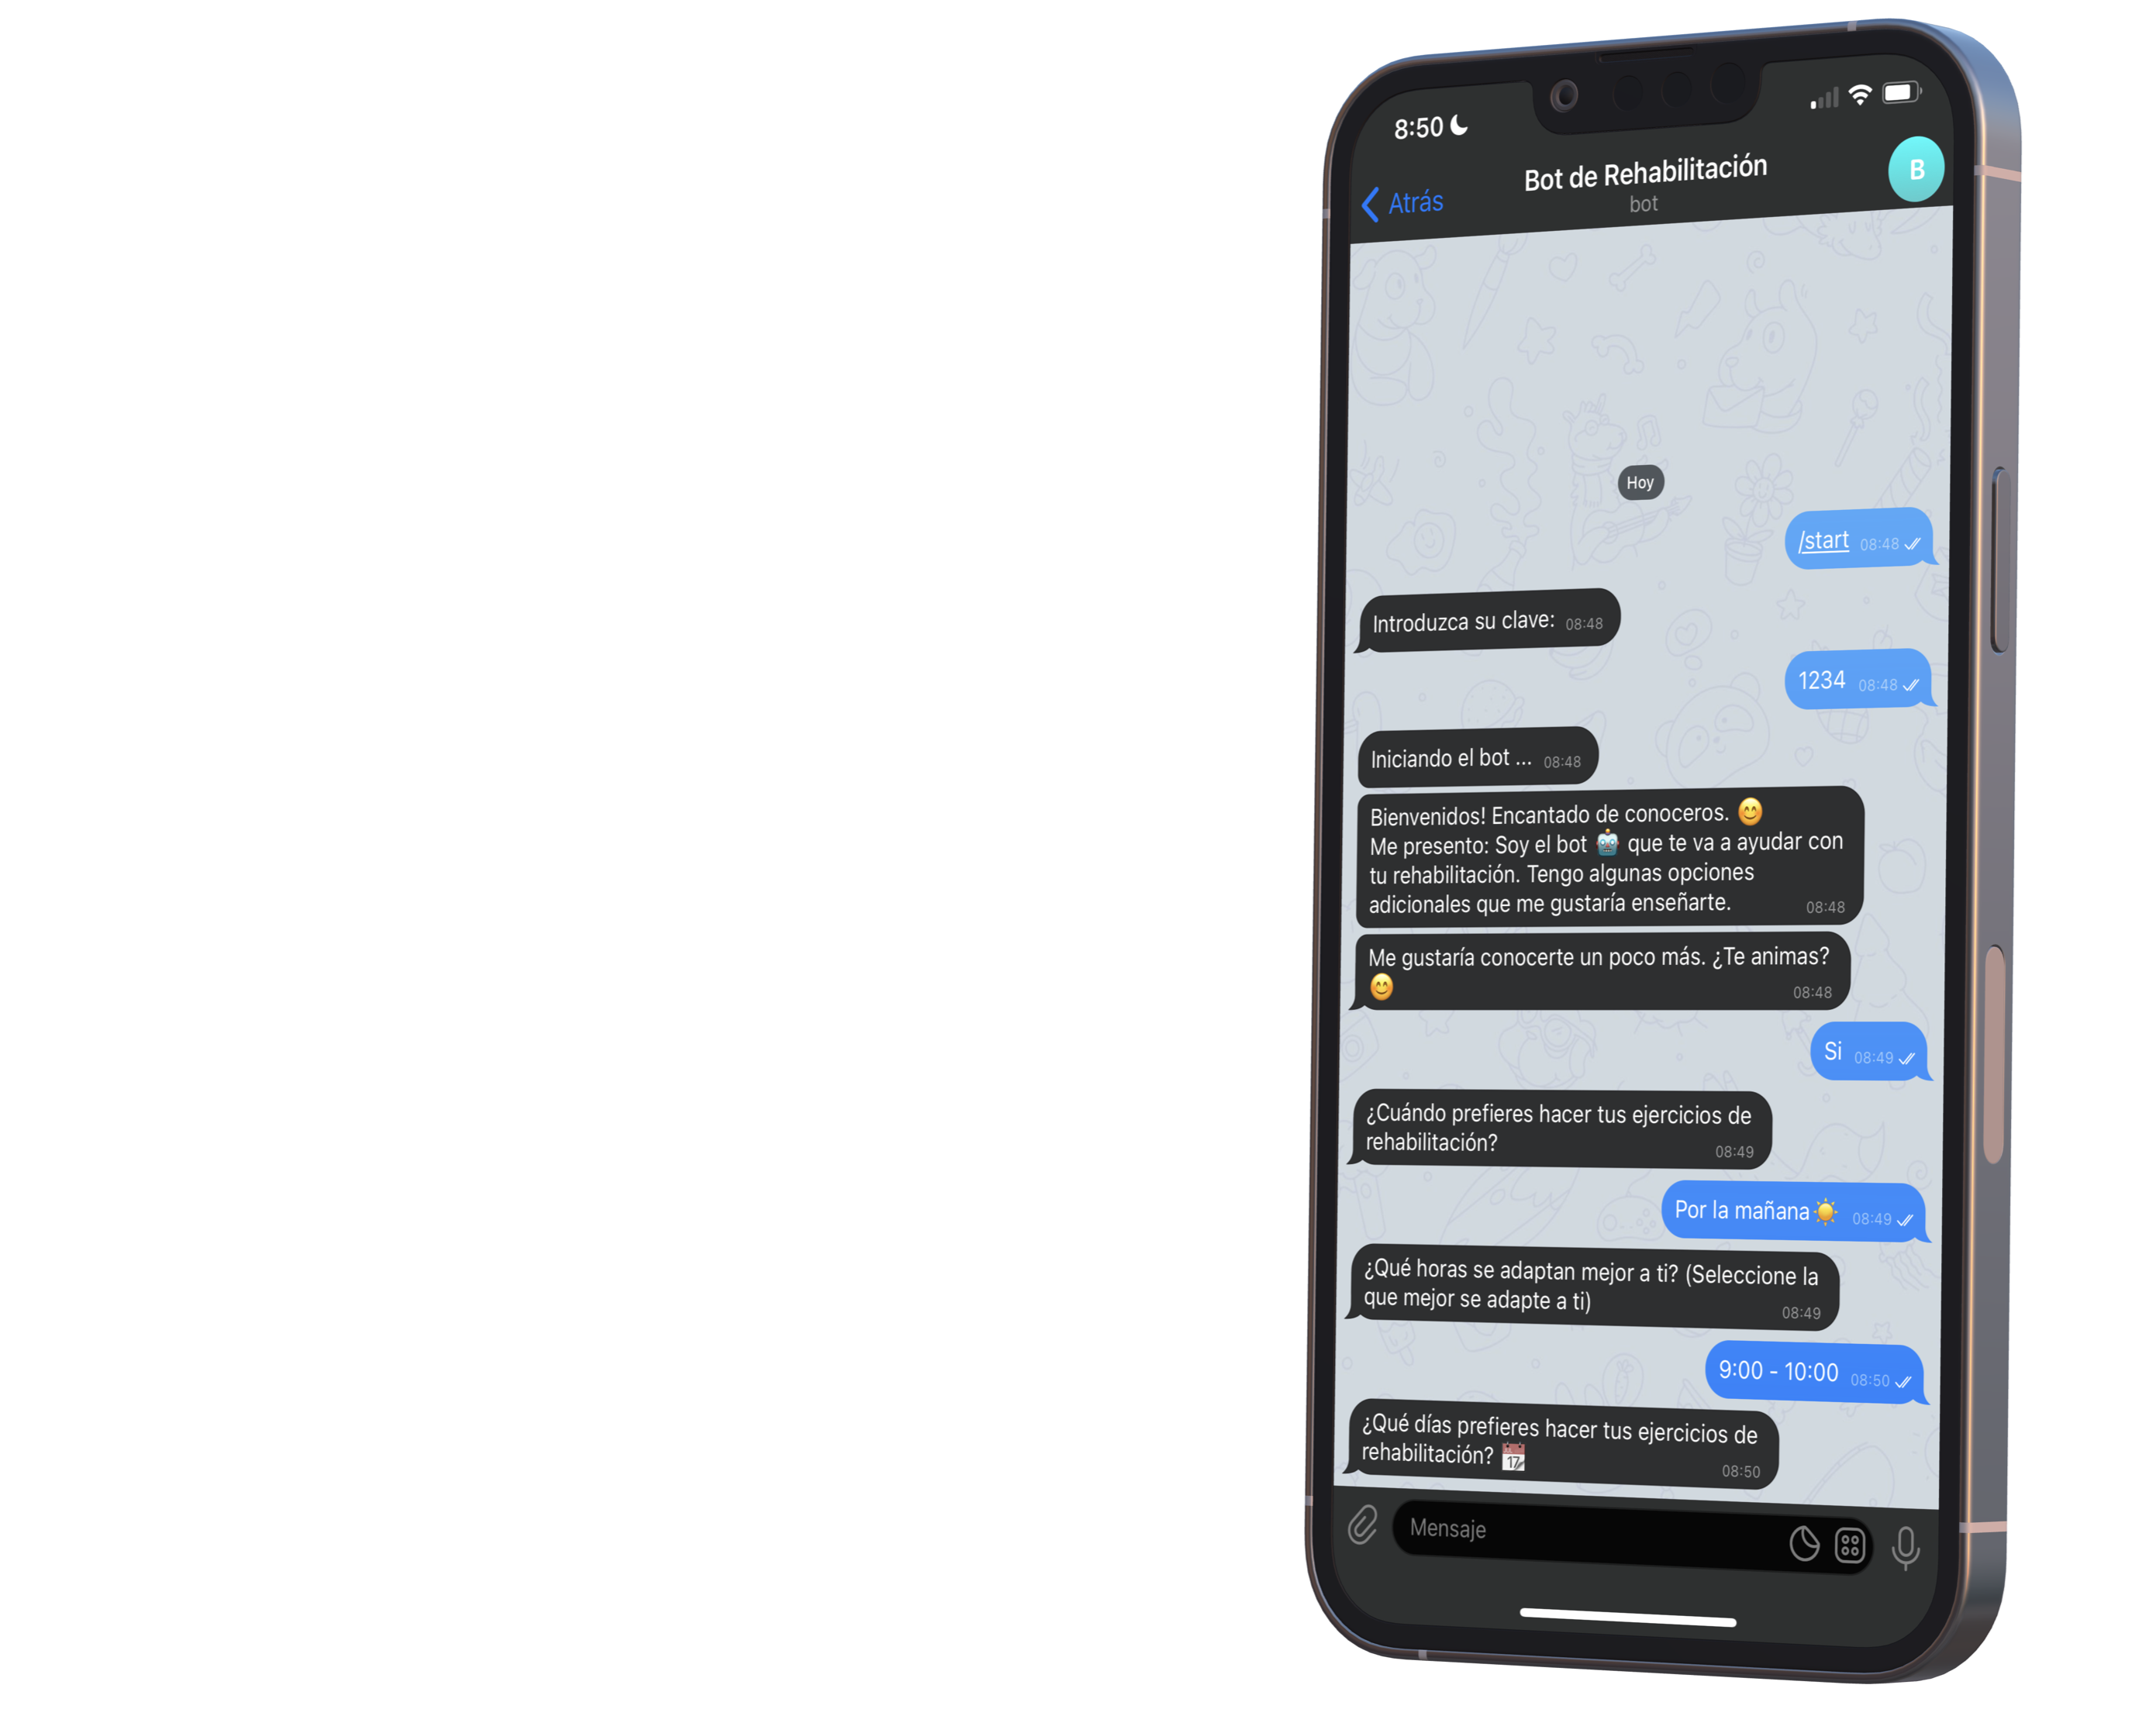 8:50
Atrás
Bot de Rehabilitación
bot
B
Hoy
/start 08:48
Introduzca su clave: 08:48
1234 08:48
Iniciando el bot ... 08:48
Bienvenidos! Encantado de conoceros. 😊
Me presento: Soy el bot 🤖 que te va a ayudar con
tu rehabilitación. Tengo algunas opciones
adicionales que me gustaría enseñarte. 08:48
Me gustaría conocerte un poco más. ¿Te animas?
😊 08:48
Si 08:49
¿Cuándo prefieres hacer tus ejercicios de
rehabilitación? 08:49
Por la mañana☀️ 08:49
¿Qué horas se adaptan mejor a ti? (Seleccione la
que mejor se adapte a ti) 08:49
9:00 - 10:00 08:50
¿Qué días prefieres hacer tus ejercicios de
rehabilitación? 📆 08:50
Mensaje